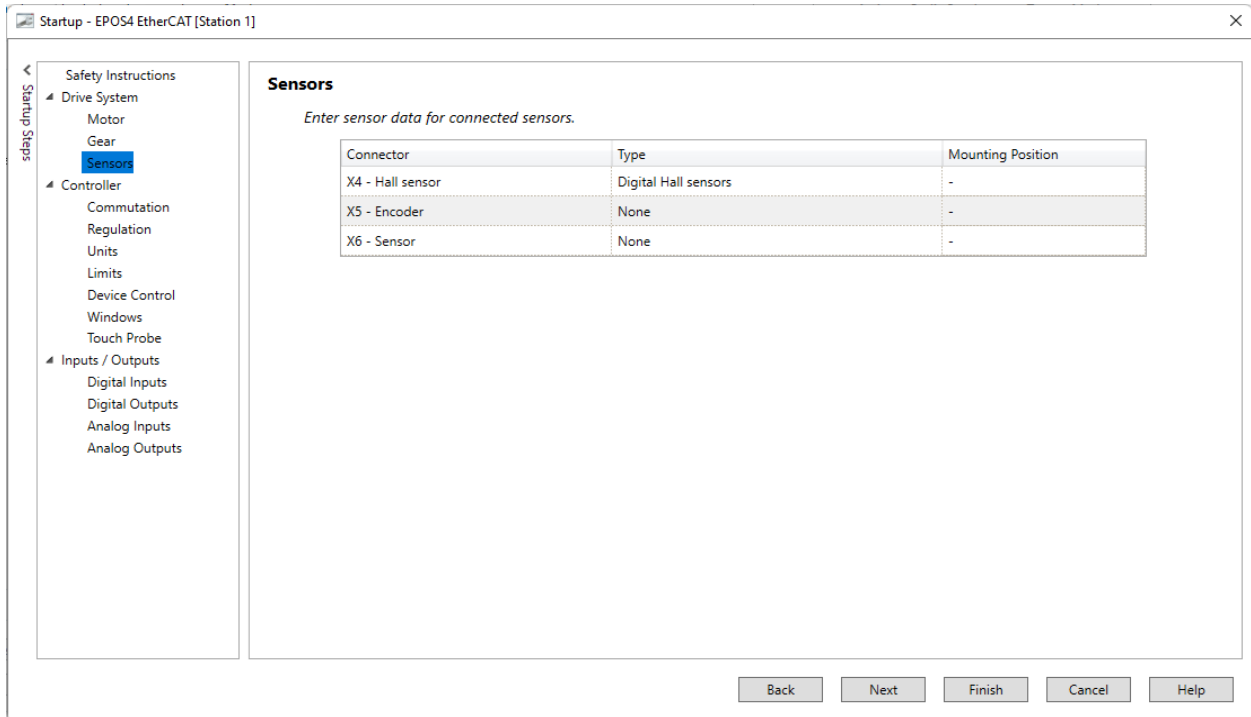 Startup - EPOS4 EtherCAT [Station 1]
Startup Steps
Safety Instructions
Drive System
Motor
Gear
Sensors
Controller
Commutation
Regulation
Units
Limits
Device Control
Windows
Touch Probe
Inputs / Outputs
Digital Inputs
Digital Outputs
Analog Inputs
Analog Outputs
Sensors
Enter sensor data for connected sensors.
Connector Type Mounting Position
X4 - Hall sensor Digital Hall sensors -
X5 - Encoder None -
X6 - Sensor None -
Back Next Finish Cancel Help